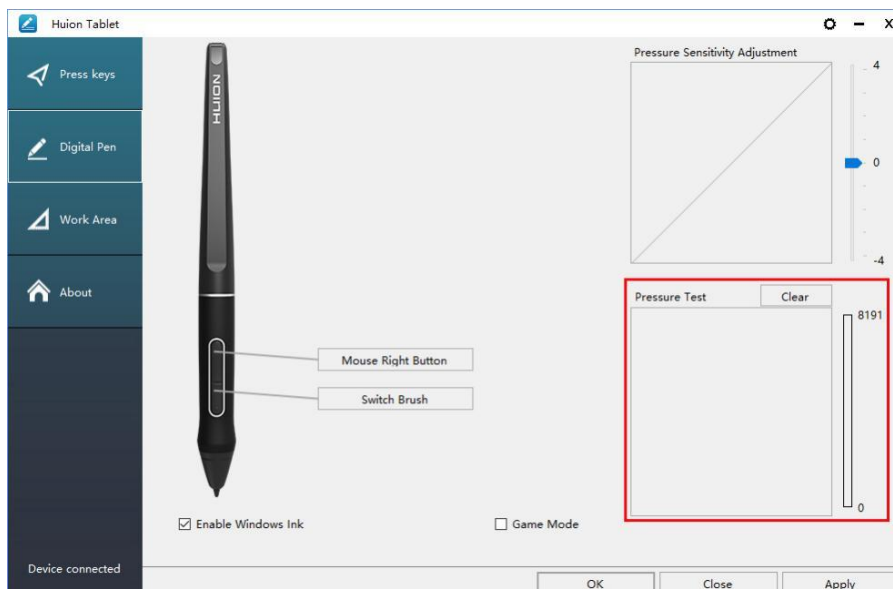 Huion Tablet
Press keys
Digital Pen
Work Area
About
Device connected
HUION
Mouse Right Button
Switch Brush
Enable Windows Ink
Game Mode
Pressure Sensitivity Adjustment
4
0
-4
Pressure Test
Clear
8191
0
OK
Close
Apply